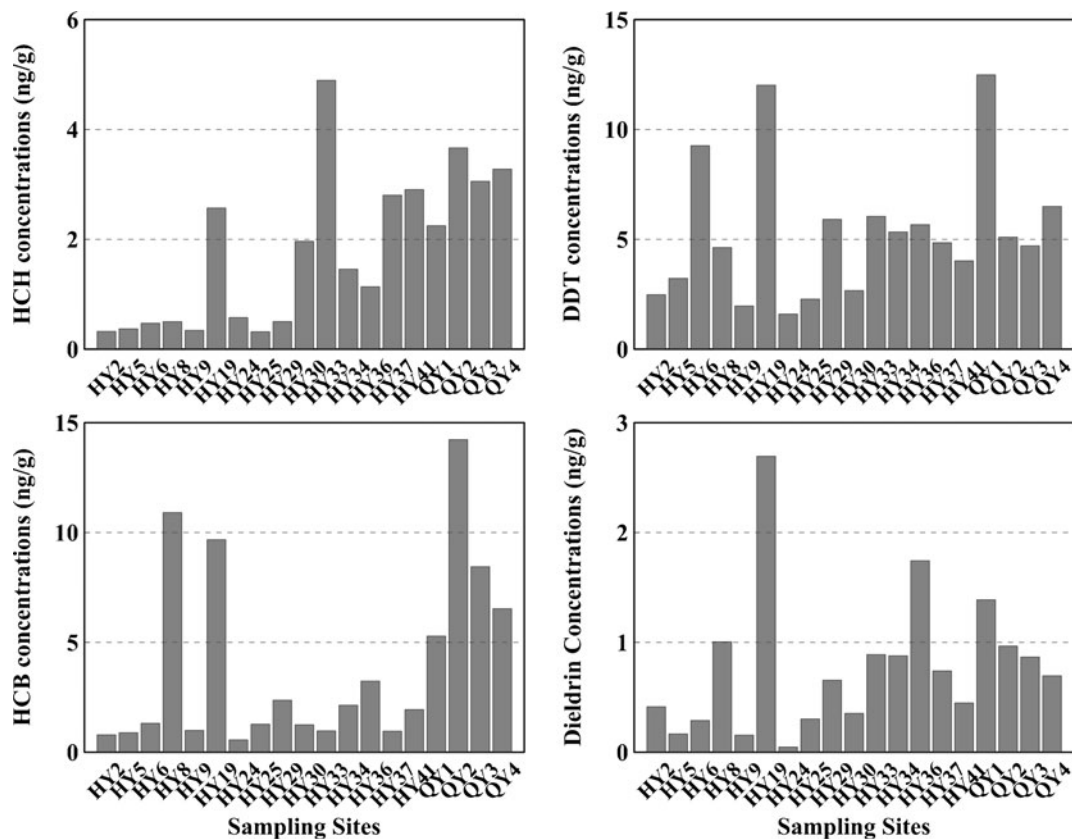 HCH concentrations (ng/g)
6
4
2
0
HY2 HY5 HY6 HY8 HY9 HY19 HY24 HY25 HY29 HY30 HY33 HY34 HY36 HY37 HY41 QY1 QY2 QY3 QY4
DDT concentrations (ng/g)
15
10
5
0
HY2 HY5 HY6 HY8 HY9 HY19 HY24 HY25 HY29 HY30 HY33 HY34 HY36 HY37 HY41 QY1 QY2 QY3 QY4
HCB concentrations (ng/g)
15
10
5
0
HY2 HY5 HY6 HY8 HY9 HY19 HY24 HY25 HY29 HY30 HY33 HY34 HY36 HY37 HY41 QY1 QY2 QY3 QY4
Sampling Sites
Dieldrin Concentrations (ng/g)
3
2
1
0
HY2 HY5 HY6 HY8 HY9 HY19 HY24 HY25 HY29 HY30 HY33 HY34 HY36 HY37 HY41 QY1 QY2 QY3 QY4
Sampling Sites